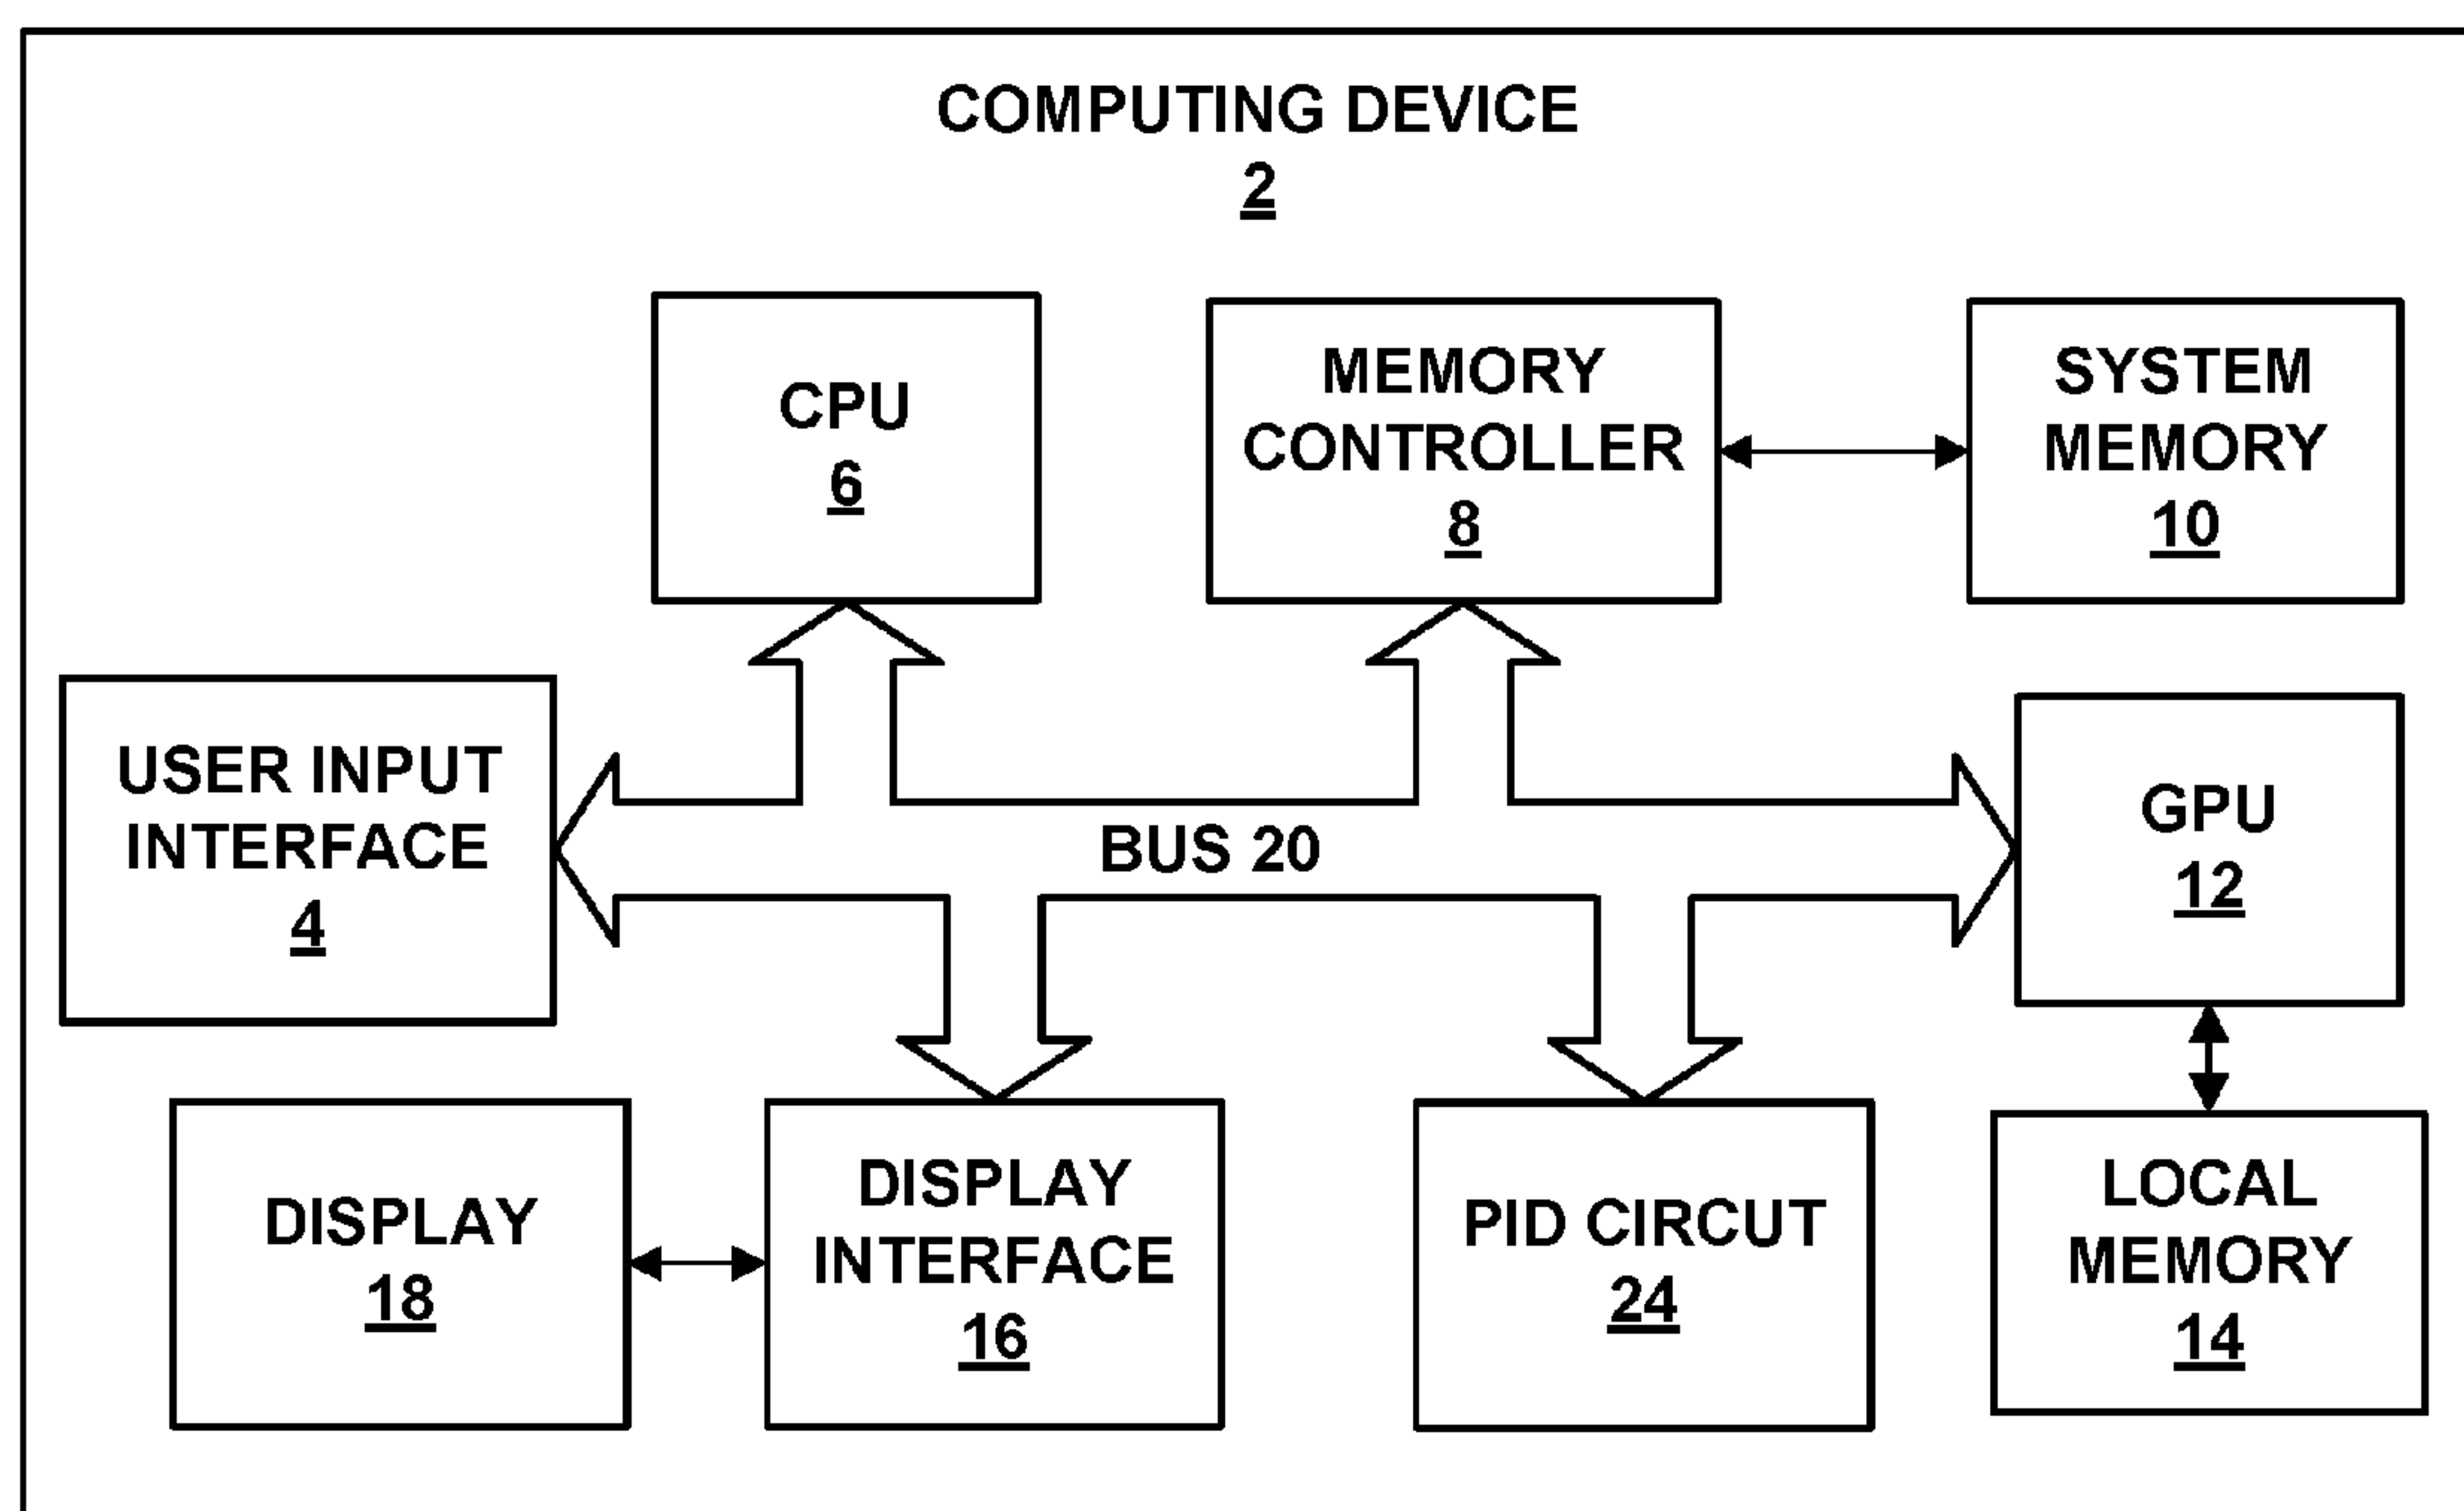 COMPUTING DEVICE
2
CPU
6
MEMORY
CONTROLLER
8
SYSTEM
MEMORY
10
USER INPUT
INTERFACE
4
BUS 20
GPU
12
DISPLAY
18
DISPLAY
INTERFACE
16
PID CIRCUT
24
LOCAL
MEMORY
14